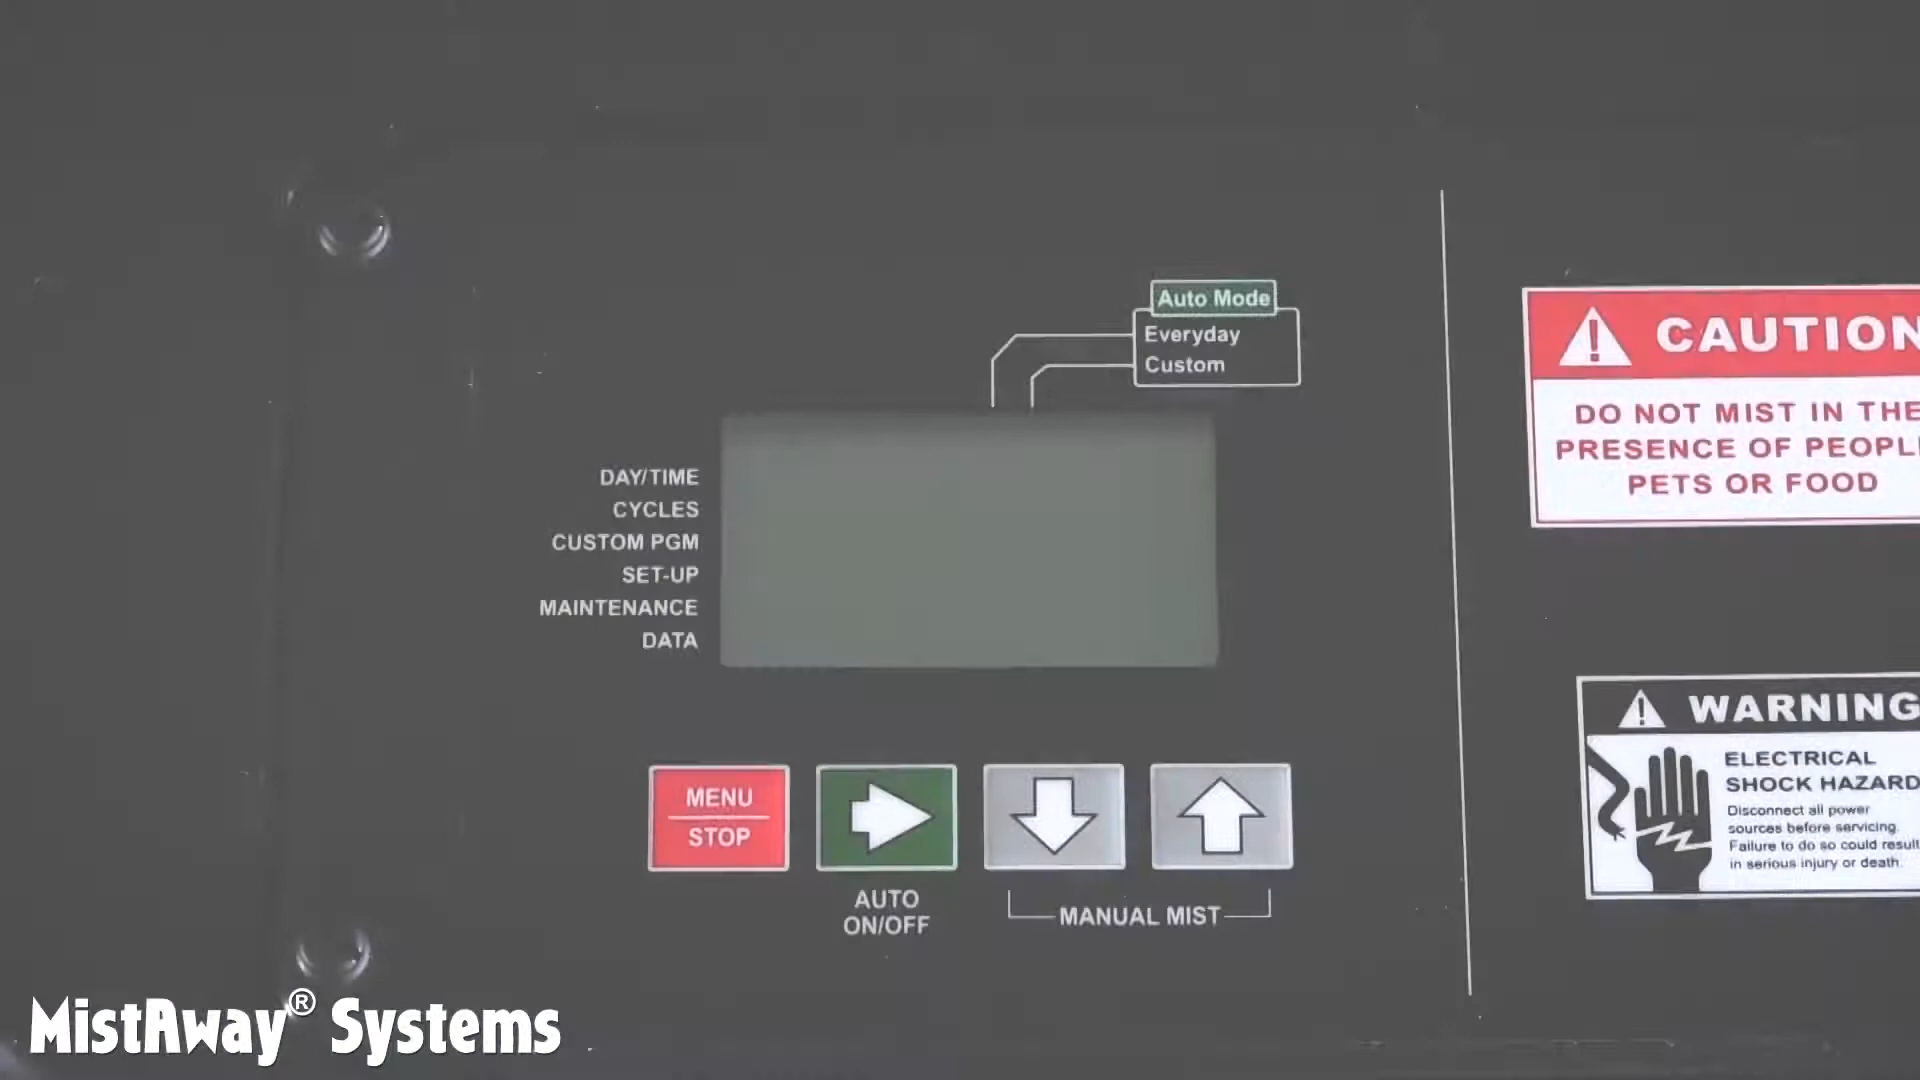 Auto Mode
Everyday
Custom
DAY/TIME
CYCLES
CUSTOM PGM
SET-UP
MAINTENANCE
DATA
MENU
STOP
AUTO
ON/OFF
MANUAL MIST
CAUTION
DO NOT MIST IN THE
PRESENCE OF PEOPL
PETS OR FOOD
WARNING
ELECTRICAL
SHOCK HAZARD
Disconnect all power
sources before servicing.
Failure to do so could result
in serious injury or death.
MistAway® Systems